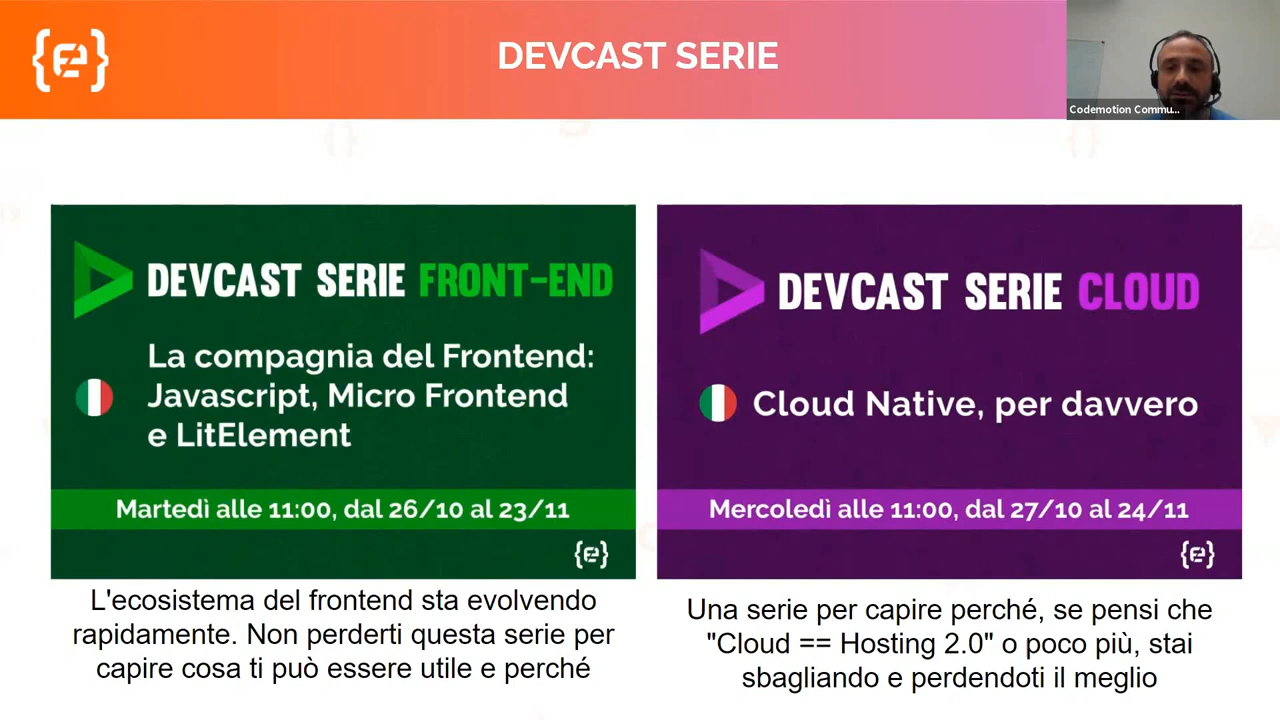 DEVCAST SERIE
Codemotion Commu...
DEVCAST SERIE FRONT-END
La compagnia del Frontend:
Javascript, Micro Frontend
e LitElement
Martedì alle 11:00, dal 26/10 al 23/11
L'ecosistema del frontend sta evolvendo
rapidamente. Non perderti questa serie per
capire cosa ti può essere utile e perché
DEVCAST SERIE CLOUD
Cloud Native, per davvero
Mercoledì alle 11:00, dal 27/10 al 24/11
Una serie per capire perché, se pensi che
"Cloud == Hosting 2.0" o poco più, stai
sbagliando e perdendoti il meglio